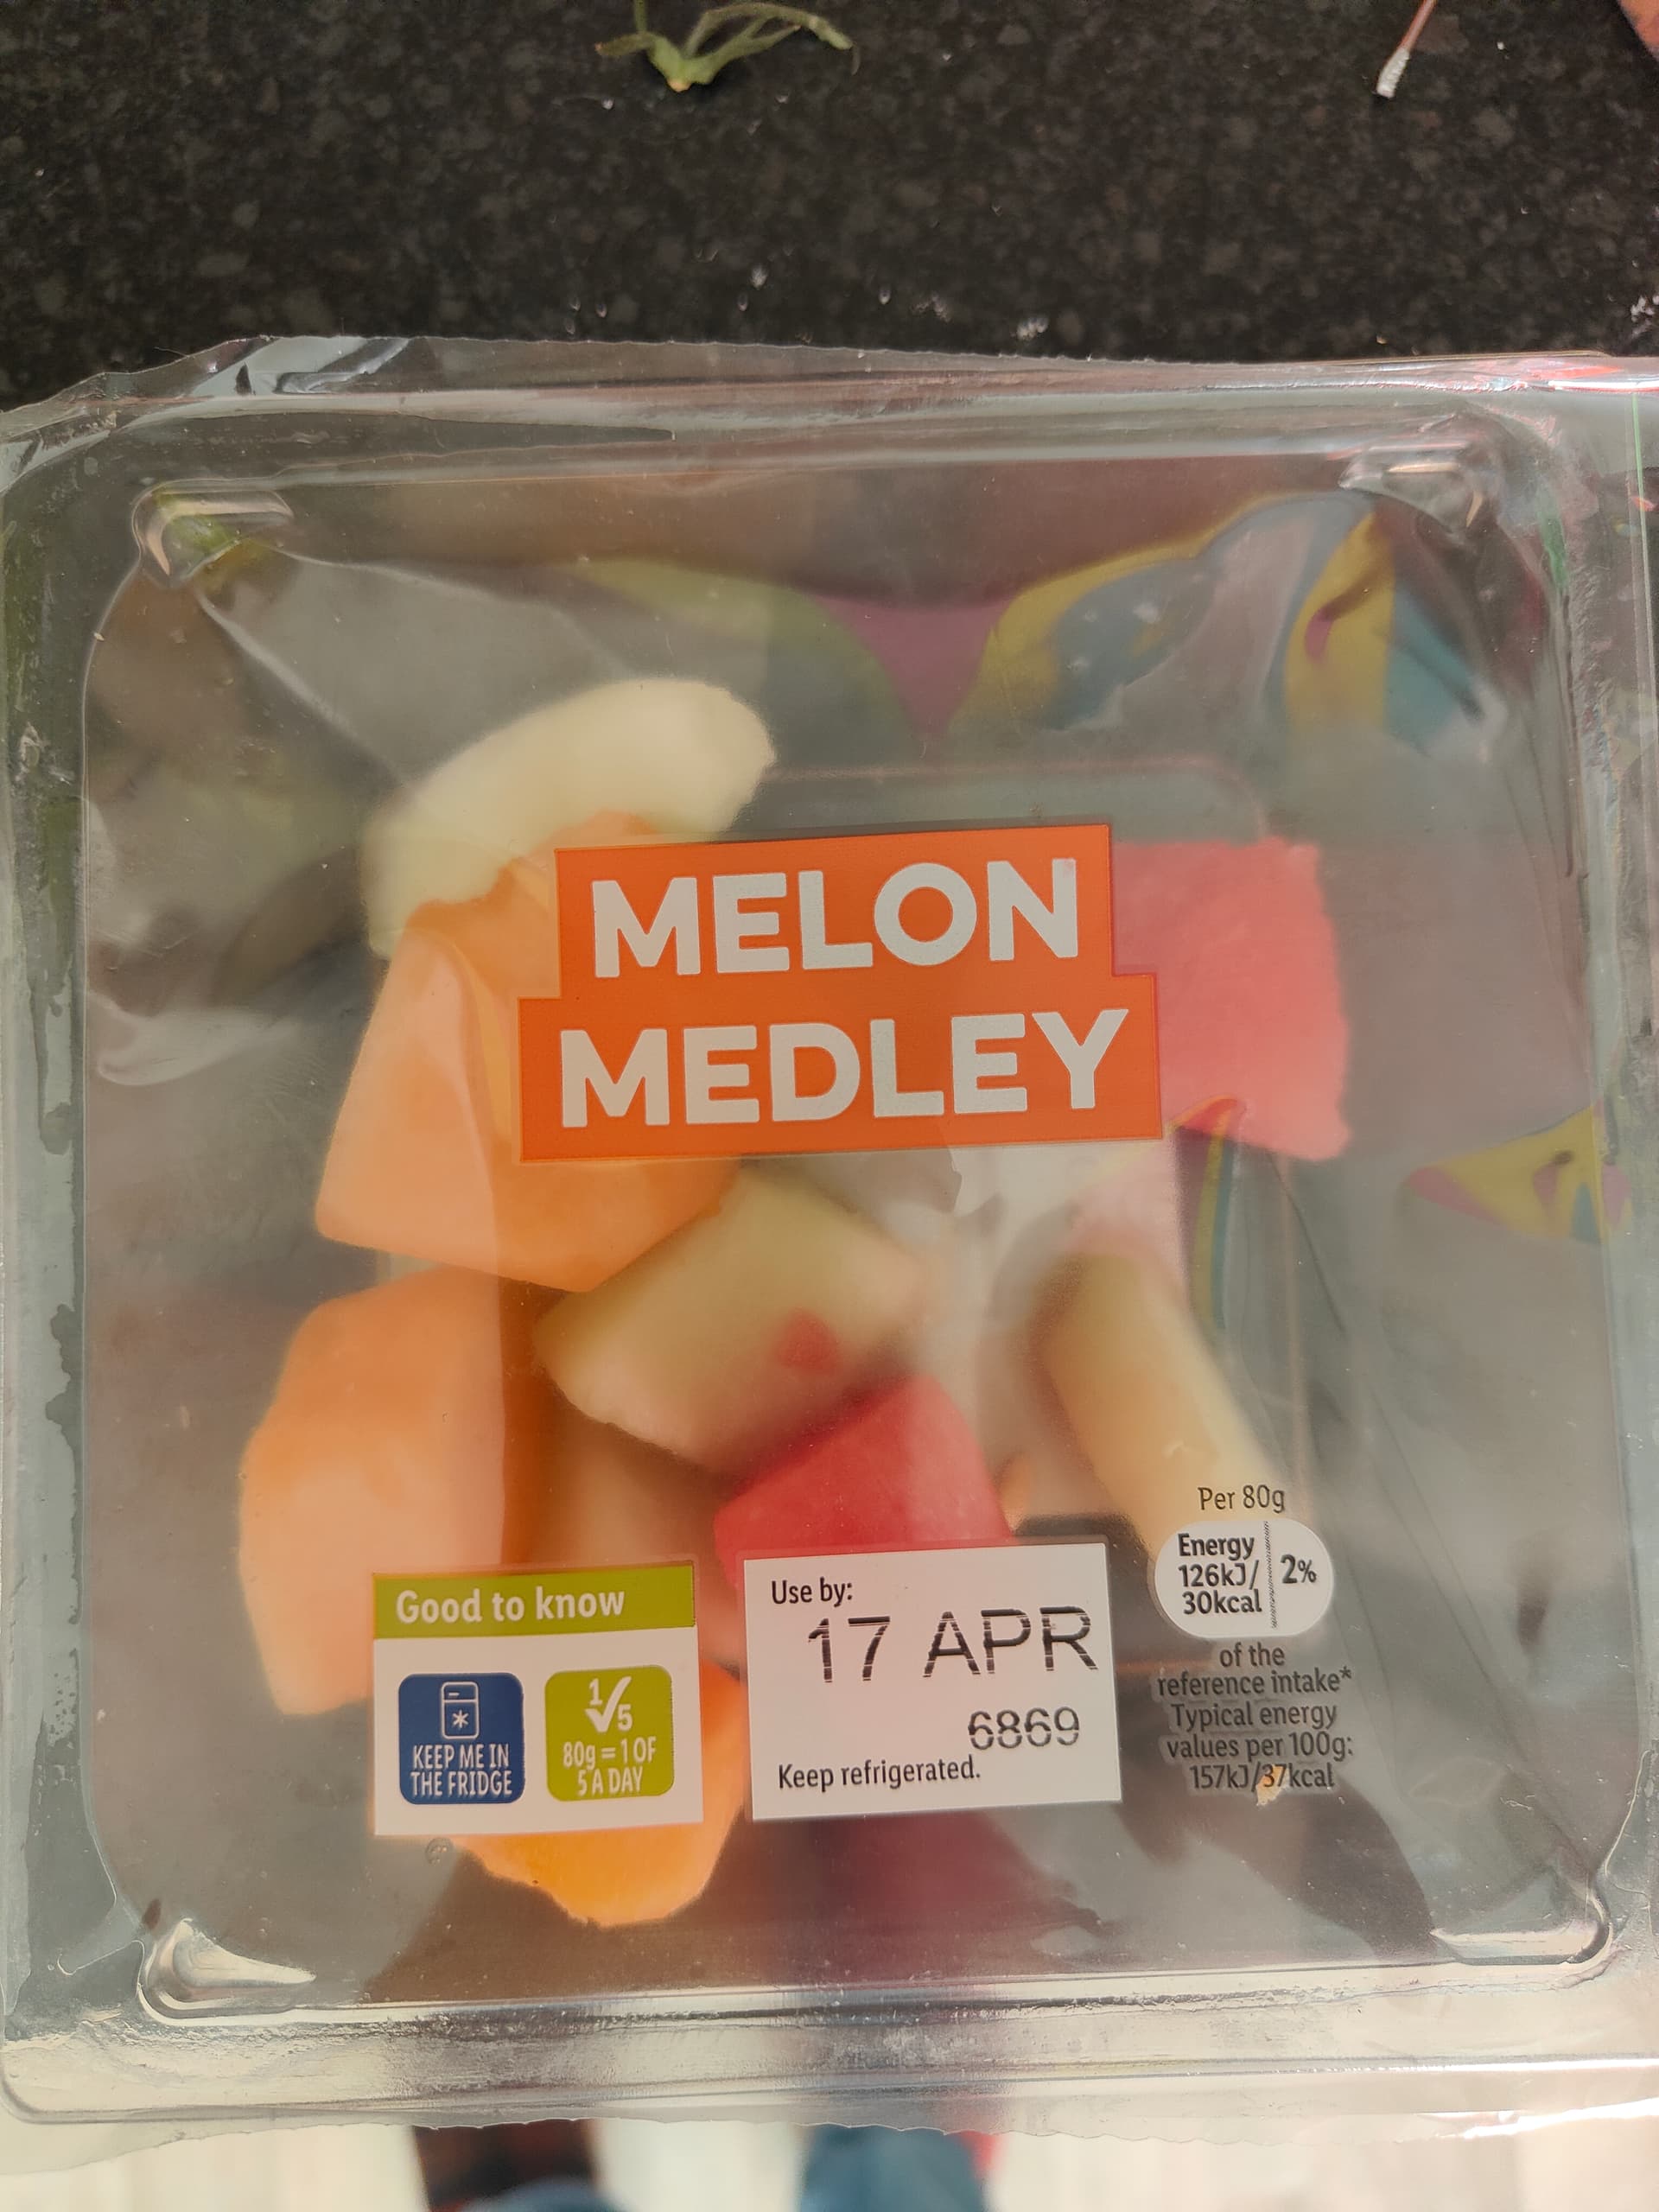 MELON
MEDLEY
Per 80g
Energy
126kJ/
30kcal
2%
of the
reference intake*
Typical energy
values per 100g:
157kJ/37kcal
Good to know
KEEP ME IN
THE FRIDGE
1/5
80g = 1 OF
5 A DAY
Use by:
17 APR
6869
Keep refrigerated.